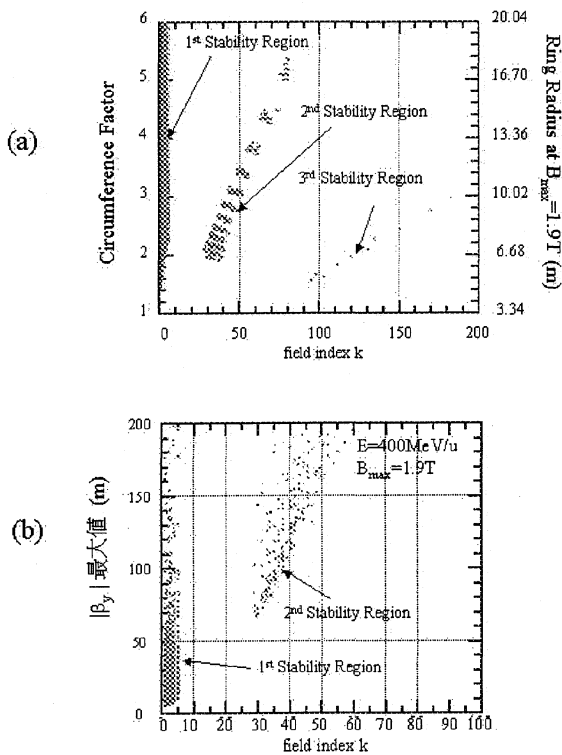 (a)
Circumference Factor
6
5
4
3
2
1
1st Stability Region
2nd Stability Region
3rd Stability Region
20.04
16.70
13.36
10.02
6.68
3.34
Ring Radius at Bmax=1.9T (m)
0 50 100 150 200
field index k
(b)
|βy| 最大値 (m)
200
150
100
50
0
E=400MeV/u
Bmax=1.9T
2nd Stability Region
1st Stability Region
0 10 20 30 40 50 60 70 80 90 100
field index k